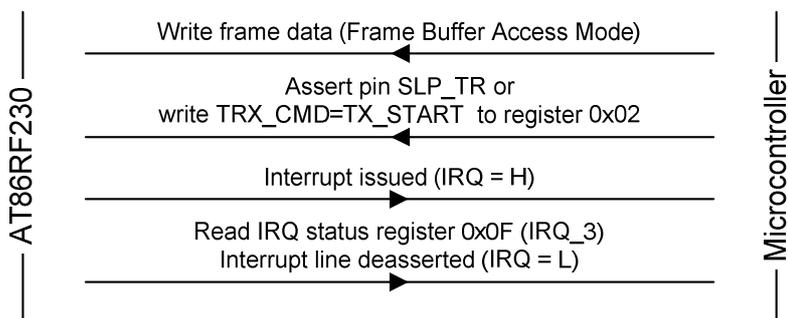 Write frame data (Frame Buffer Access Mode)
Assert pin SLP_TR or
write TRX_CMD=TX_START to register 0x02
Interrupt issued (IRQ = H)
Read IRQ status register 0x0F (IRQ_3)
Interrupt line deasserted (IRQ = L)
AT86RF230
Microcontroller